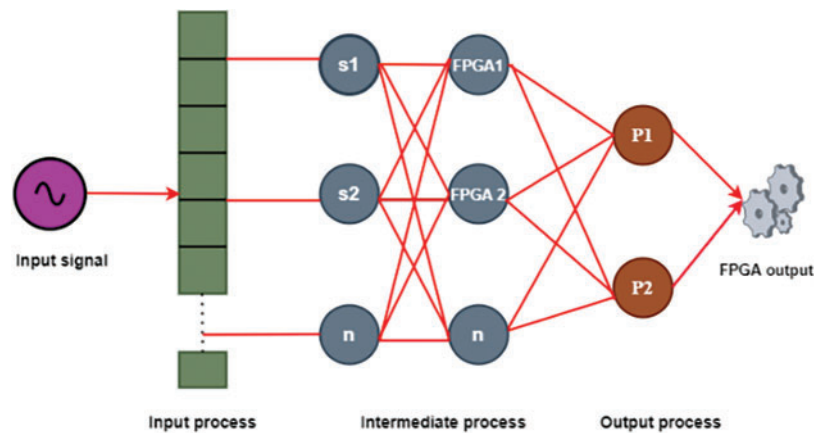 s1
FPGA1
s2
FPGA 2
n
n
P1
P2
Input signal
FPGA output
Input process
Intermediate process
Output process